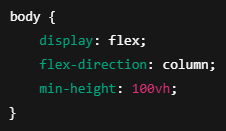 body {
    display: flex;
    flex-direction: column;
    min-height: 100vh;
}